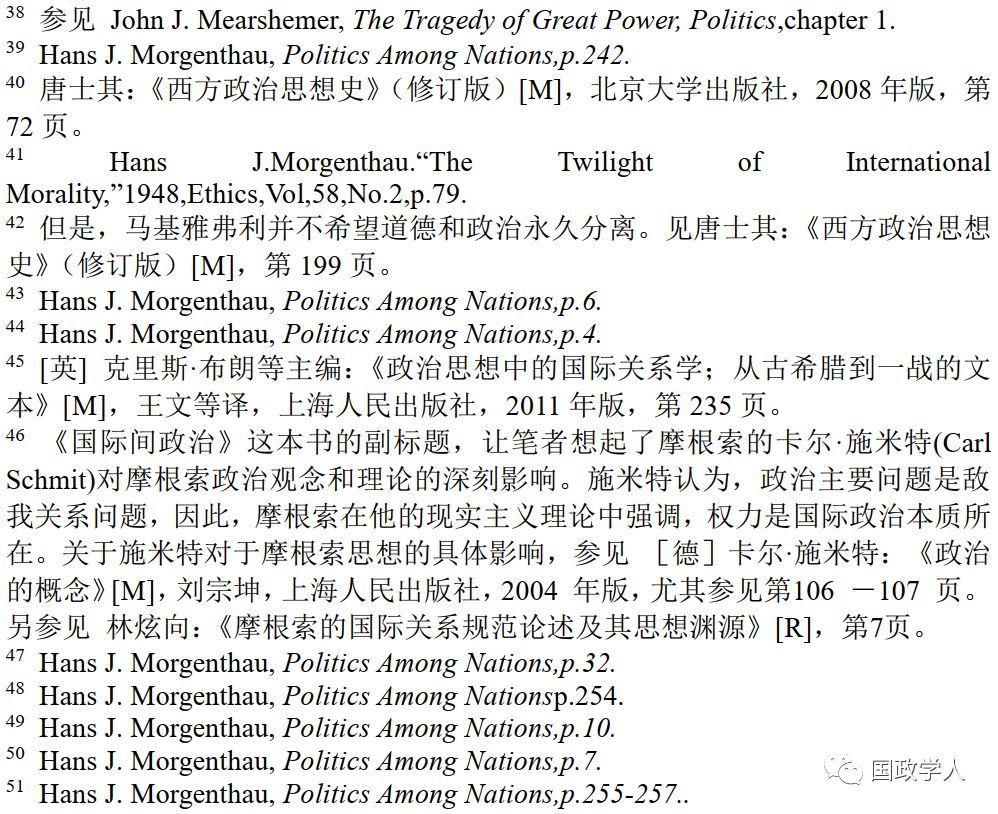 38 参见 John J. Mearshemer, The Tragedy of Great Power, Politics,chapter 1.
39 Hans J. Morgenthau, Politics Among Nations,p.242.
40 唐士其：《西方政治思想史》（修订版）[M]，北京大学出版社，2008 年版，第
72 页。
41 Hans J.Morgenthau.“The Twilight of International
Morality,”1948,Ethics,Vol,58,No.2,p.79.
42 但是，马基雅弗利并不希望道德和政治永久分离。见唐士其：《西方政治思想
史》（修订版）[M]，第 199 页。
43 Hans J. Morgenthau, Politics Among Nations,p.6.
44 Hans J. Morgenthau, Politics Among Nations,p.4.
45 [英] 克里斯·布朗等主编：《政治思想中的国际关系学；从古希腊到一战的文
本》[M]，王文等译，上海人民出版社，2011 年版，第 235 页。
46 《国际间政治》这本书的副标题，让笔者想起了摩根索的卡尔·施米特(Carl
Schmit)对摩根索政治观念和理论的深刻影响。施米特认为，政治主要问题是敌
我关系问题，因此，摩根索在他的现实主义理论中强调，权力是国际政治本质所
在。关于施米特对于摩根索思想的具体影响，参见 ［德］卡尔·施米特：《政治
的概念》[M]，刘宗坤，上海人民出版社，2004 年版，尤其参见第106 －107 页。
另参见 林炫向：《摩根索的国际关系规范论述及其思想渊源》[R]，第7页。
47 Hans J. Morgenthau, Politics Among Nations,p.32.
48 Hans J. Morgenthau, Politics Among Nationsp.254.
49 Hans J. Morgenthau, Politics Among Nations,p.10.
50 Hans J. Morgenthau, Politics Among Nations,p.7.
51 Hans J. Morgenthau, Politics Among Nations,p.255-257..
国政学人